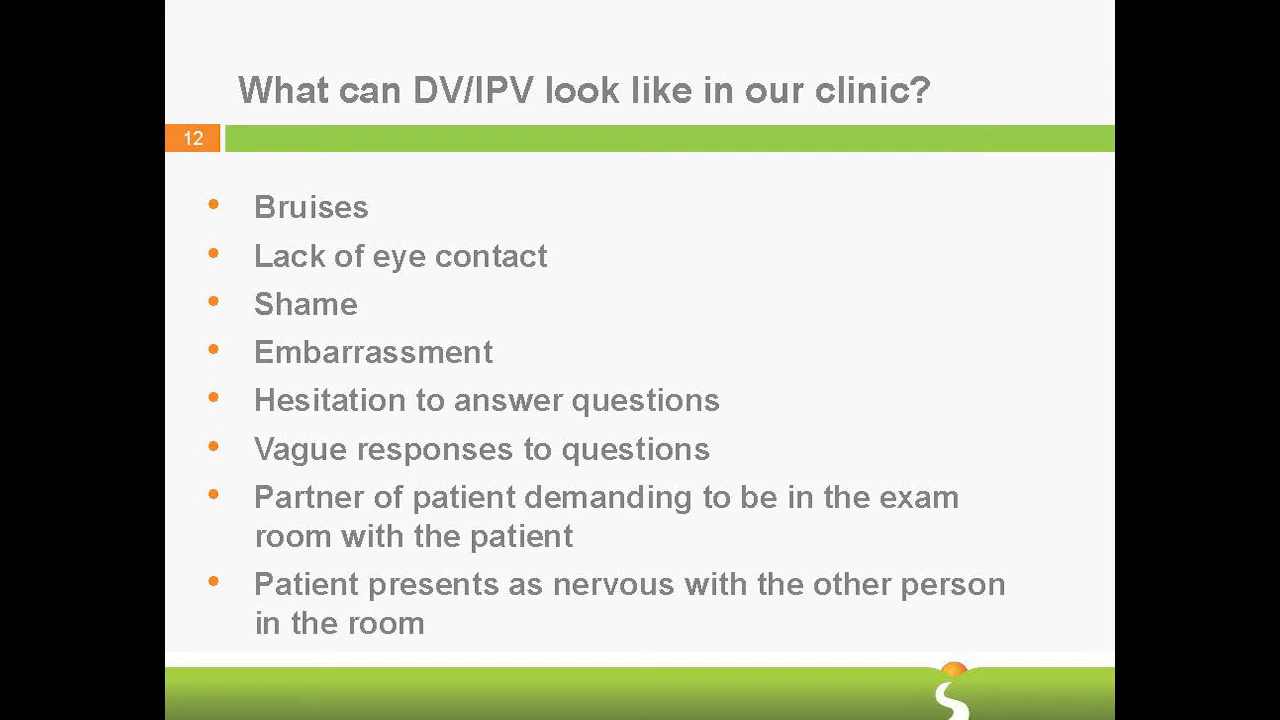 What can DV/IPV look like in our clinic?
12
• Bruises
• Lack of eye contact
• Shame
• Embarrassment
• Hesitation to answer questions
• Vague responses to questions
• Partner of patient demanding to be in the exam
room with the patient
• Patient presents as nervous with the other person
in the room